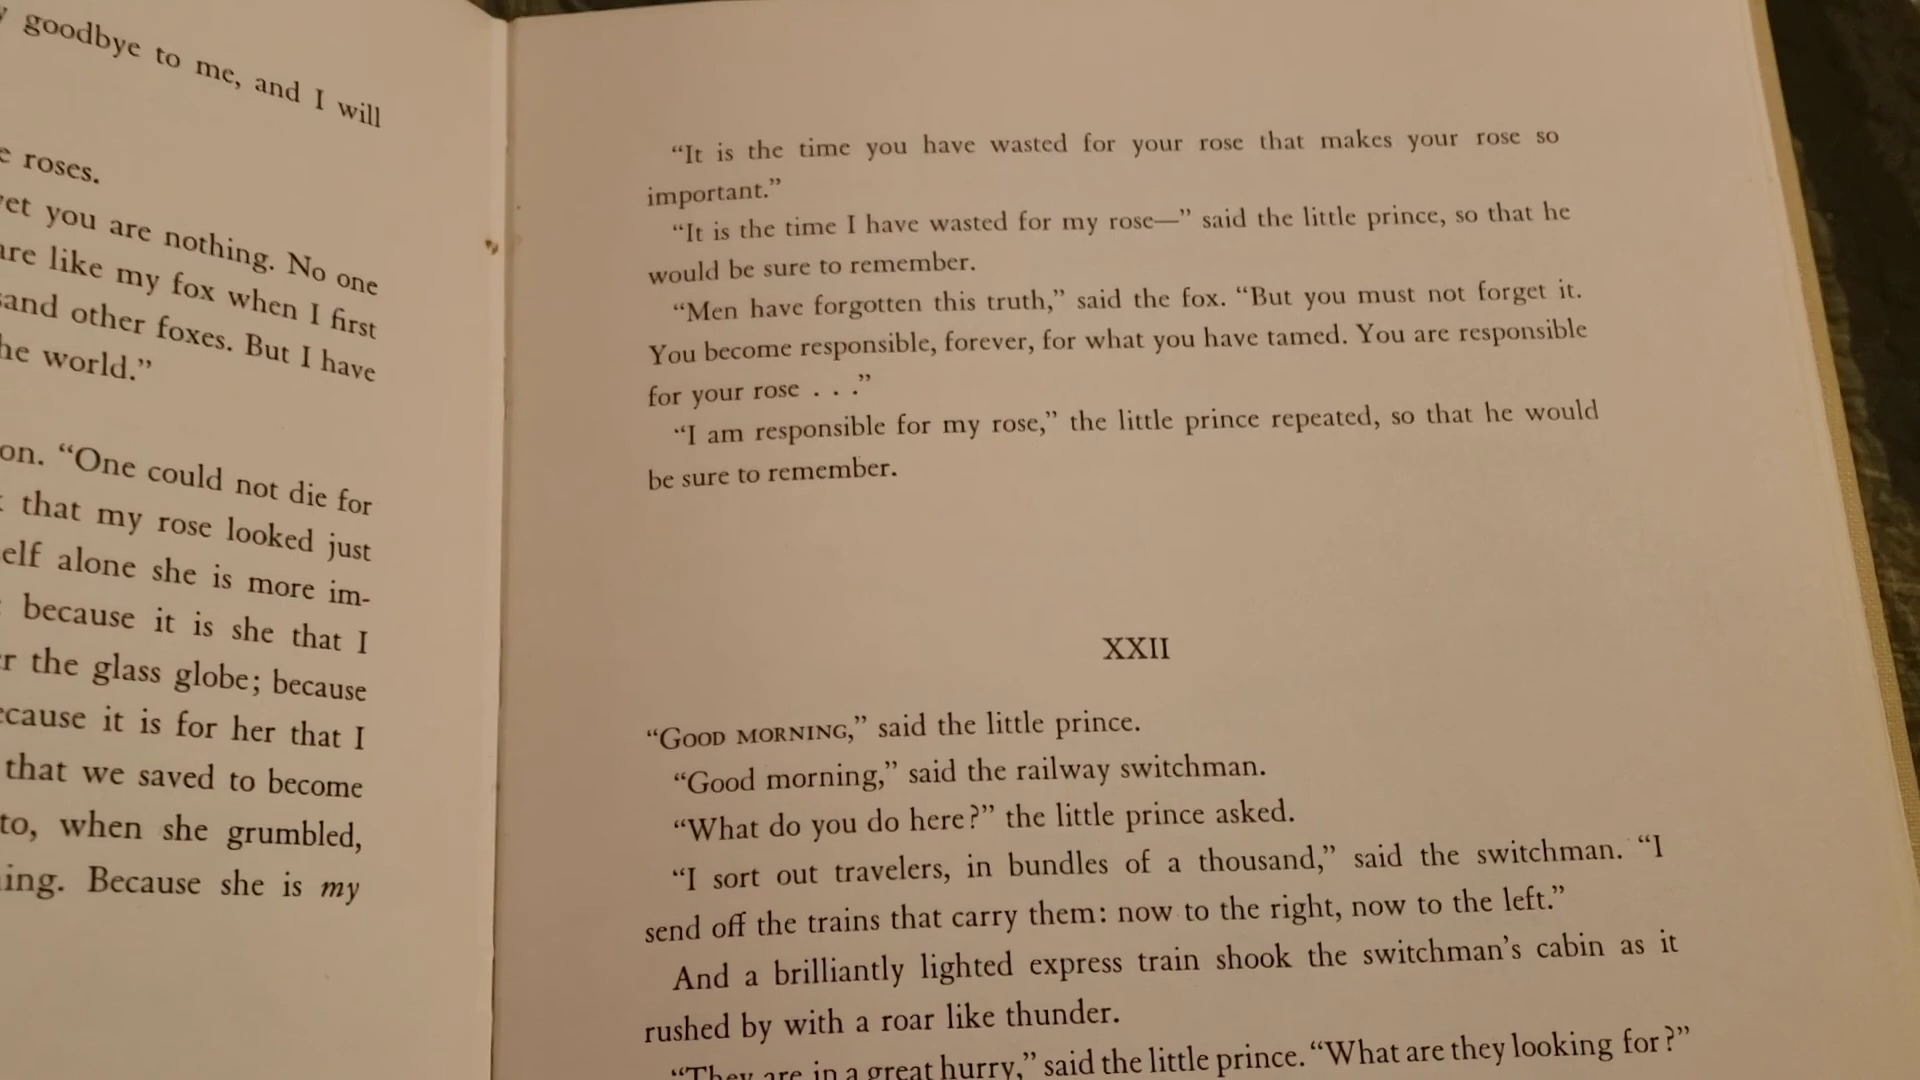 goodbye to me, and I will
roses.
you are nothing. No one
like my fox when I first
other foxes. But I have
world.”
“One could not die for
that my rose looked just
alone she is more im-
because it is she that I
the glass globe; because
it is for her that I
that we saved to become
when she grumbled,
Because she is my
“It is the time you have wasted for your rose that makes your rose so
important.”
“It is the time I have wasted for my rose—” said the little prince, so that he
would be sure to remember.
“Men have forgotten this truth,” said the fox. “But you must not forget it.
You become responsible, forever, for what you have tamed. You are responsible
for your rose . . .”
“I am responsible for my rose,” the little prince repeated, so that he would
be sure to remember.
XXII
“GOOD MORNING,” said the little prince.
“Good morning,” said the railway switchman.
“What do you do here?” the little prince asked.
“I sort out travelers, in bundles of a thousand,” said the switchman. “I
send off the trains that carry them: now to the right, now to the left.”
And a brilliantly lighted express train shook the switchman’s cabin as it
rushed by with a roar like thunder.
“They are in a great hurry,” said the little prince. “What are they looking for?”